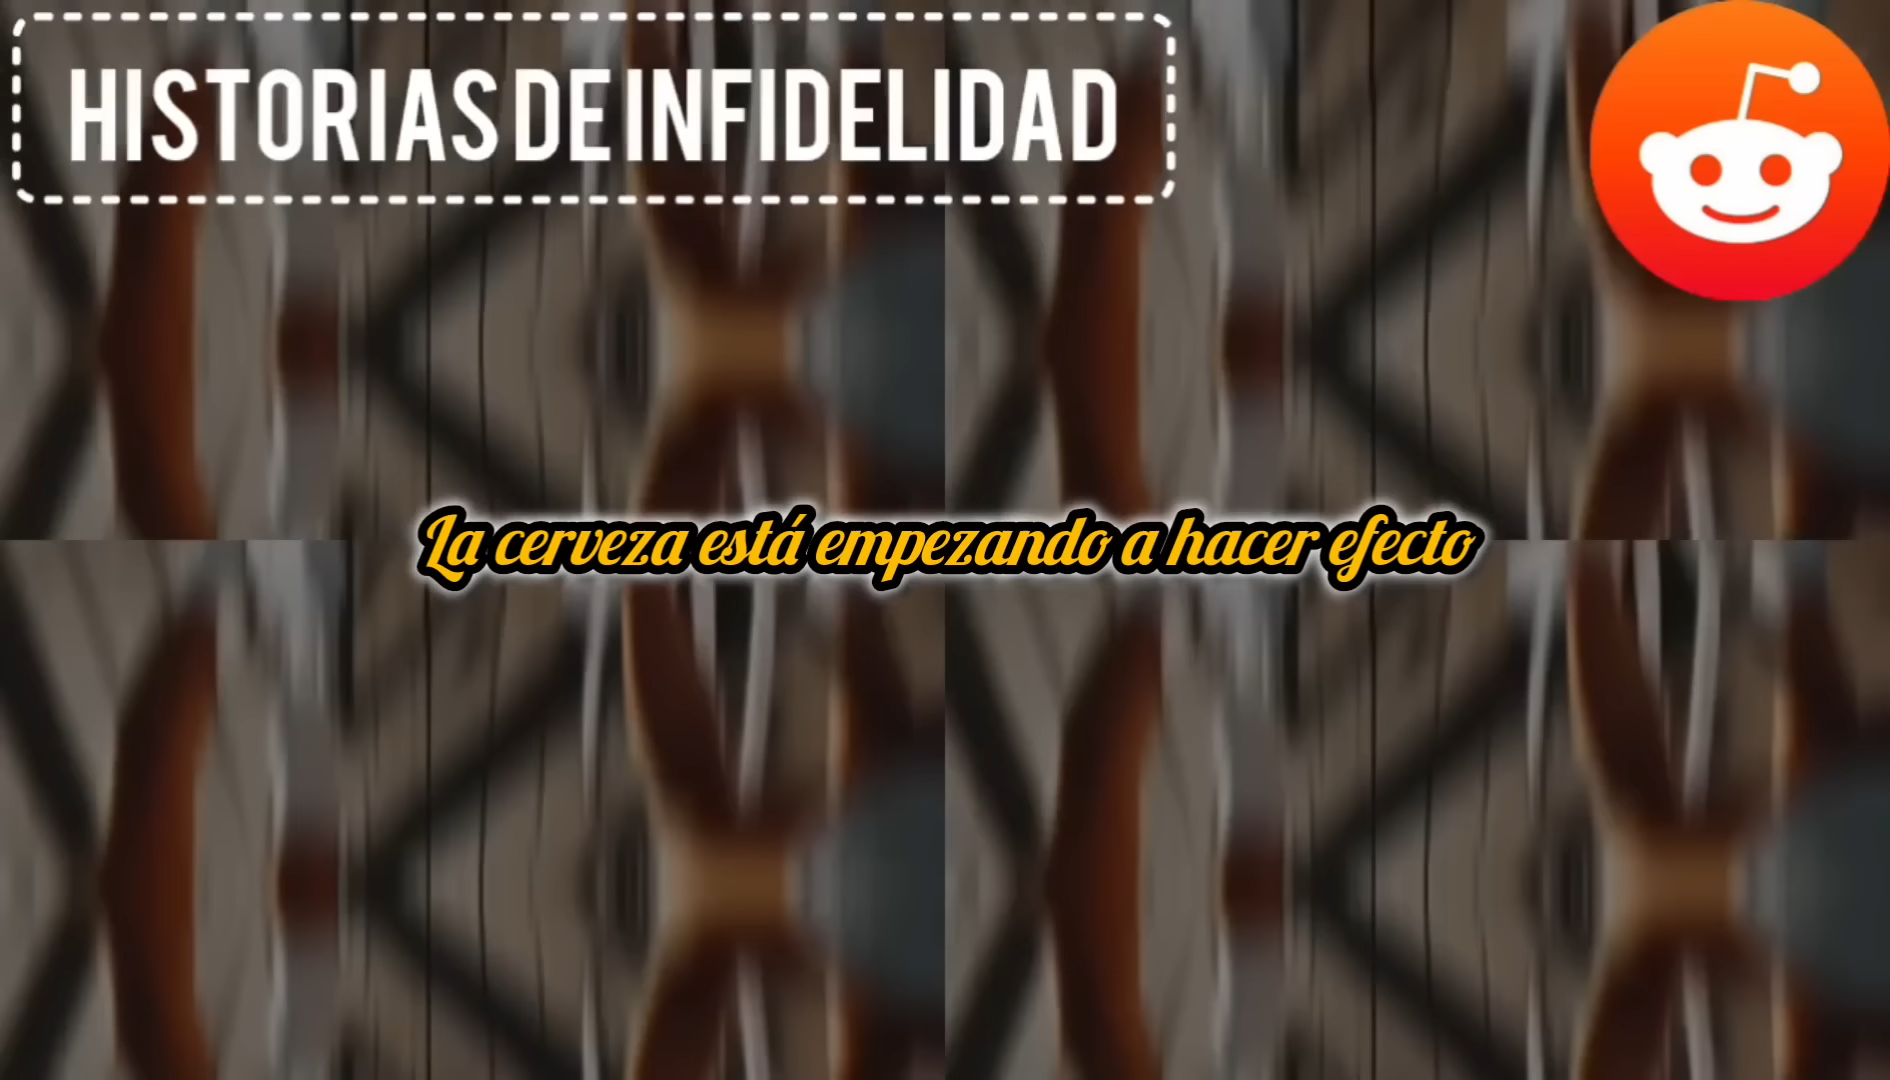 HISTORIAS DE INFIDELIDAD
La cerveza está empezando a hacer efecto